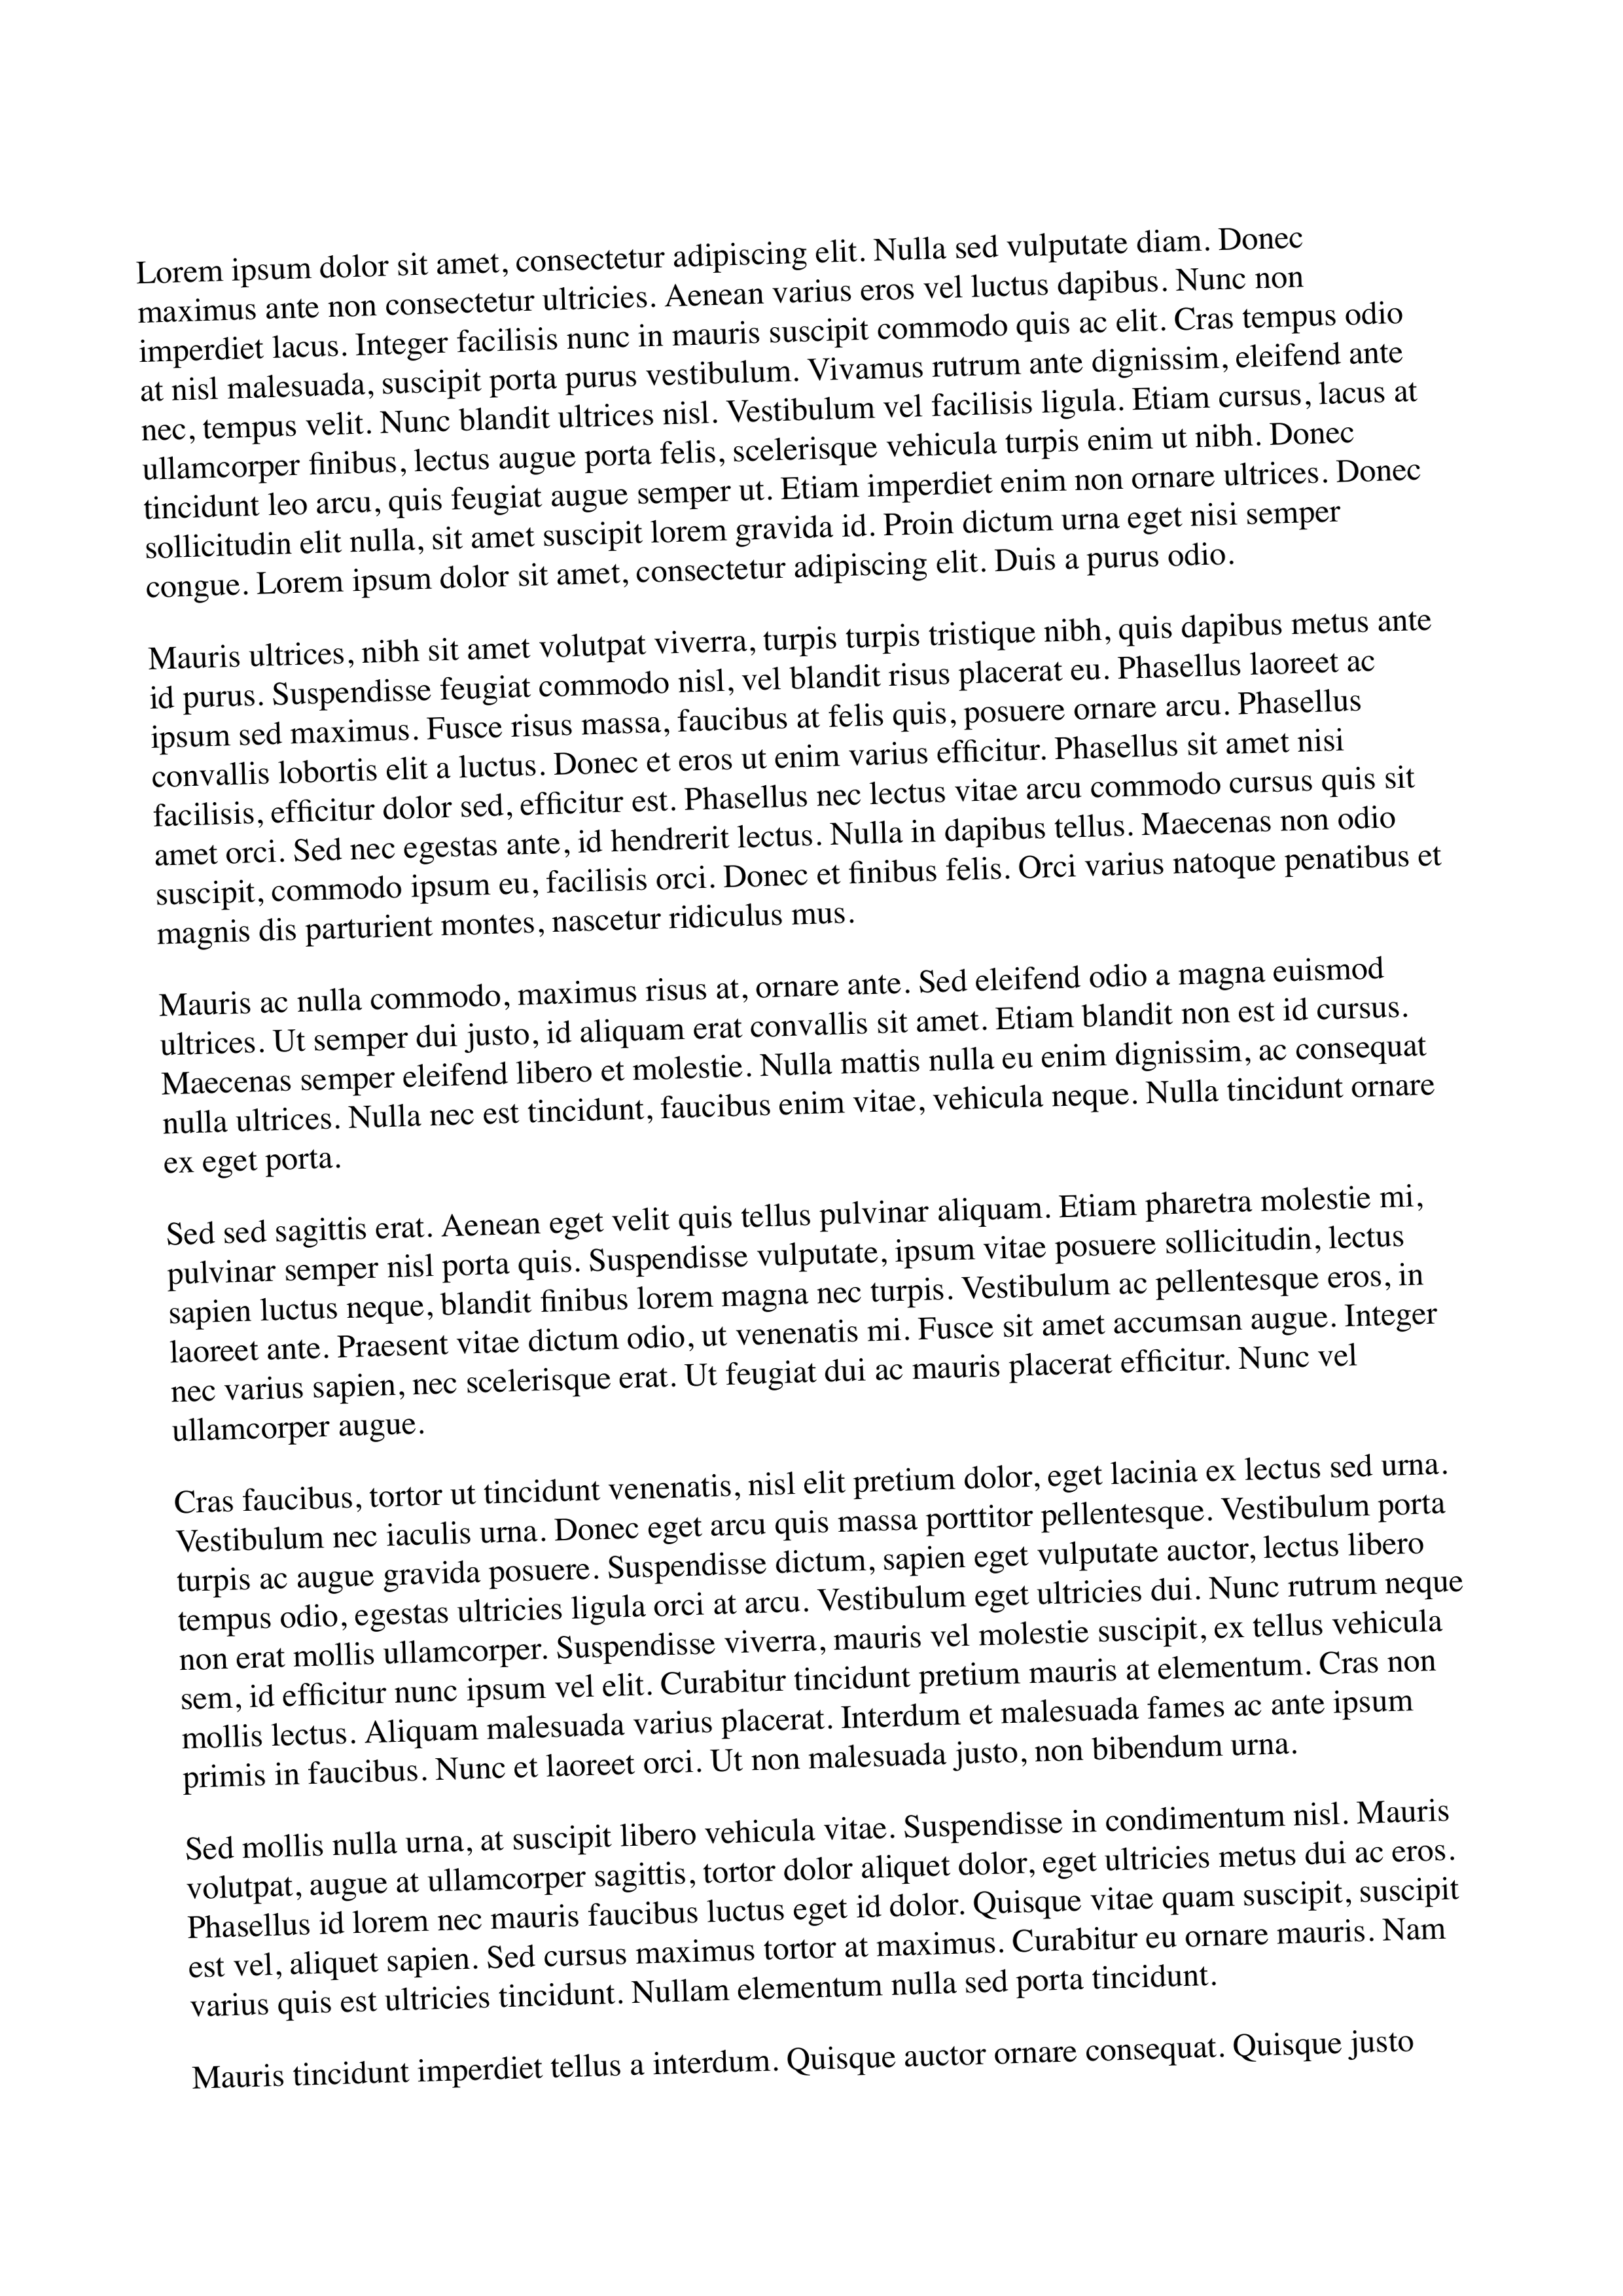 Lorem ipsum dolor sit amet, consectetur adipiscing elit. Nulla sed vulputate diam. Donec
maximus ante non consectetur ultricies. Aenean varius eros vel luctus dapibus. Nunc non
imperdiet lacus. Integer facilisis nunc in mauris suscipit commodo quis ac elit. Cras tempus odio
at nisl malesuada, suscipit porta purus vestibulum. Vivamus rutrum ante dignissim, eleifend ante
nec, tempus velit. Nunc blandit ultrices nisl. Vestibulum vel facilisis ligula. Etiam cursus, lacus at
ullamcorper finibus, lectus augue porta felis, scelerisque vehicula turpis enim ut nibh. Donec
tincidunt leo arcu, quis feugiat augue semper ut. Etiam imperdiet enim non ornare ultrices. Donec
sollicitudin elit nulla, sit amet suscipit lorem gravida id. Proin dictum urna eget nisi semper
congue. Lorem ipsum dolor sit amet, consectetur adipiscing elit. Duis a purus odio.

Mauris ultrices, nibh sit amet volutpat viverra, turpis turpis tristique nibh, quis dapibus metus ante
id purus. Suspendisse feugiat commodo nisl, vel blandit risus placerat eu. Phasellus laoreet ac
ipsum sed maximus. Fusce risus massa, faucibus at felis quis, posuere ornare arcu. Phasellus
convallis lobortis elit a luctus. Donec et eros ut enim varius efficitur. Phasellus sit amet nisi
facilisis, efficitur dolor sed, efficitur est. Phasellus nec lectus vitae arcu commodo cursus quis sit
amet orci. Sed nec egestas ante, id hendrerit lectus. Nulla in dapibus tellus. Maecenas non odio
suscipit, commodo ipsum eu, facilisis orci. Donec et finibus felis. Orci varius natoque penatibus et
magnis dis parturient montes, nascetur ridiculus mus.

Mauris ac nulla commodo, maximus risus at, ornare ante. Sed eleifend odio a magna euismod
ultrices. Ut semper dui justo, id aliquam erat convallis sit amet. Etiam blandit non est id cursus.
Maecenas semper eleifend libero et molestie. Nulla mattis nulla eu enim dignissim, ac consequat
nulla ultrices. Nulla nec est tincidunt, faucibus enim vitae, vehicula neque. Nulla tincidunt ornare
ex eget porta.

Sed sed sagittis erat. Aenean eget velit quis tellus pulvinar aliquam. Etiam pharetra molestie mi,
pulvinar semper nisl porta quis. Suspendisse vulputate, ipsum vitae posuere sollicitudin, lectus
sapien luctus neque, blandit finibus lorem magna nec turpis. Vestibulum ac pellentesque eros, in
laoreet ante. Praesent vitae dictum odio, ut venenatis mi. Fusce sit amet accumsan augue. Integer
nec varius sapien, nec scelerisque erat. Ut feugiat dui ac mauris placerat efficitur. Nunc vel
ullamcorper augue.

Cras faucibus, tortor ut tincidunt venenatis, nisl elit pretium dolor, eget lacinia ex lectus sed urna.
Vestibulum nec iaculis urna. Donec eget arcu quis massa porttitor pellentesque. Vestibulum porta
turpis ac augue gravida posuere. Suspendisse dictum, sapien eget vulputate auctor, lectus libero
tempus odio, egestas ultricies ligula orci at arcu. Vestibulum eget ultricies dui. Nunc rutrum neque
non erat mollis ullamcorper. Suspendisse viverra, mauris vel molestie suscipit, ex tellus vehicula
sem, id efficitur nunc ipsum vel elit. Curabitur tincidunt pretium mauris at elementum. Cras non
mollis lectus. Aliquam malesuada varius placerat. Interdum et malesuada fames ac ante ipsum
primis in faucibus. Nunc et laoreet orci. Ut non malesuada justo, non bibendum urna.

Sed mollis nulla urna, at suscipit libero vehicula vitae. Suspendisse in condimentum nisl. Mauris
volutpat, augue at ullamcorper sagittis, tortor dolor aliquet dolor, eget ultricies metus dui ac eros.
Phasellus id lorem nec mauris faucibus luctus eget id dolor. Quisque vitae quam suscipit, suscipit
est vel, aliquet sapien. Sed cursus maximus tortor at maximus. Curabitur eu ornare mauris. Nam
varius quis est ultricies tincidunt. Nullam elementum nulla sed porta tincidunt.

Mauris tincidunt imperdiet tellus a interdum. Quisque auctor ornare consequat. Quisque justo